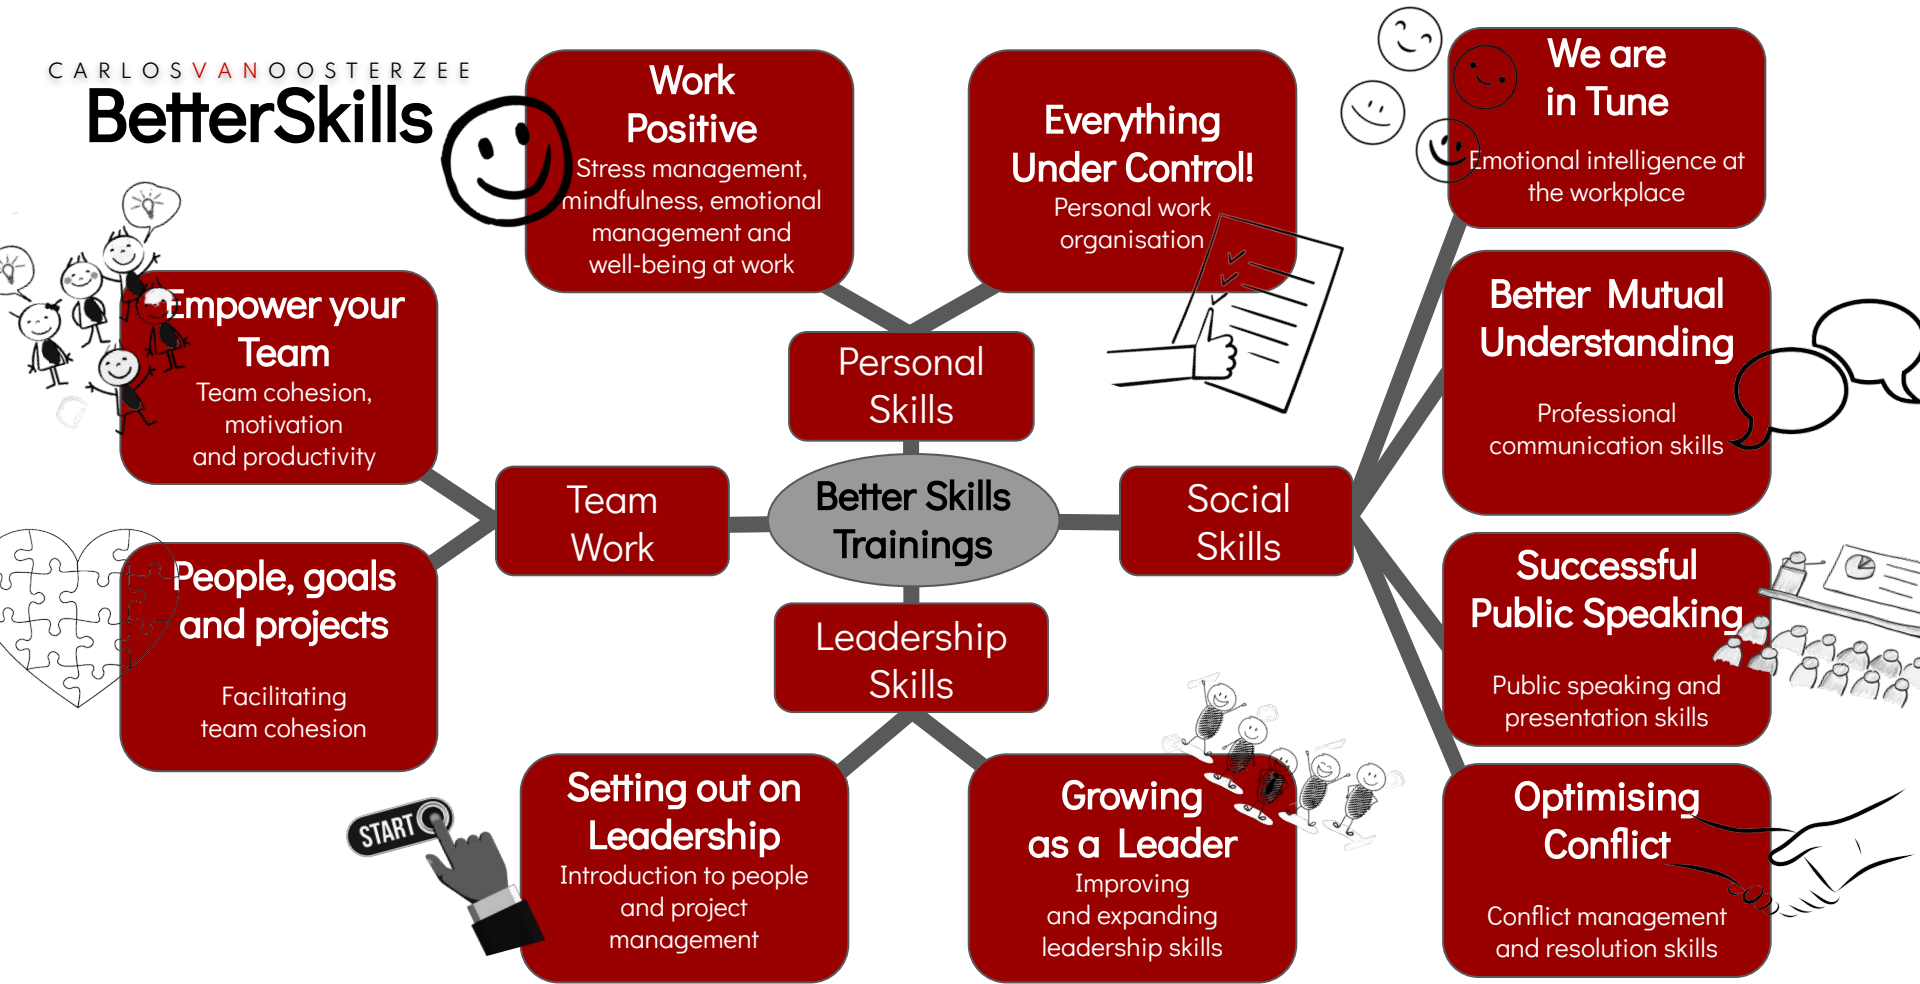 CARLOSVANOOSTERZEE
BetterSkills
Work
Positive
Stress management,
mindfulness, emotional
management and
well-being at work
Everything
Under Control!
Personal work
organisation
We are
in Tune
Emotional intelligence at
the workplace
Empower your
Team
Team cohesion,
motivation
and productivity
Better Mutual
Understanding
Professional
communication skills
Personal
Skills
Team
Work
Better Skills
Trainings
Social
Skills
People, goals
and projects
Facilitating
team cohesion
Leadership
Skills
Successful
Public Speaking
Public speaking and
presentation skills
START
Setting out on
Leadership
Introduction to people
and project
management
Growing
as a Leader
Improving
and expanding
leadership skills
Optimising
Conflict
Conflict management
and resolution skills